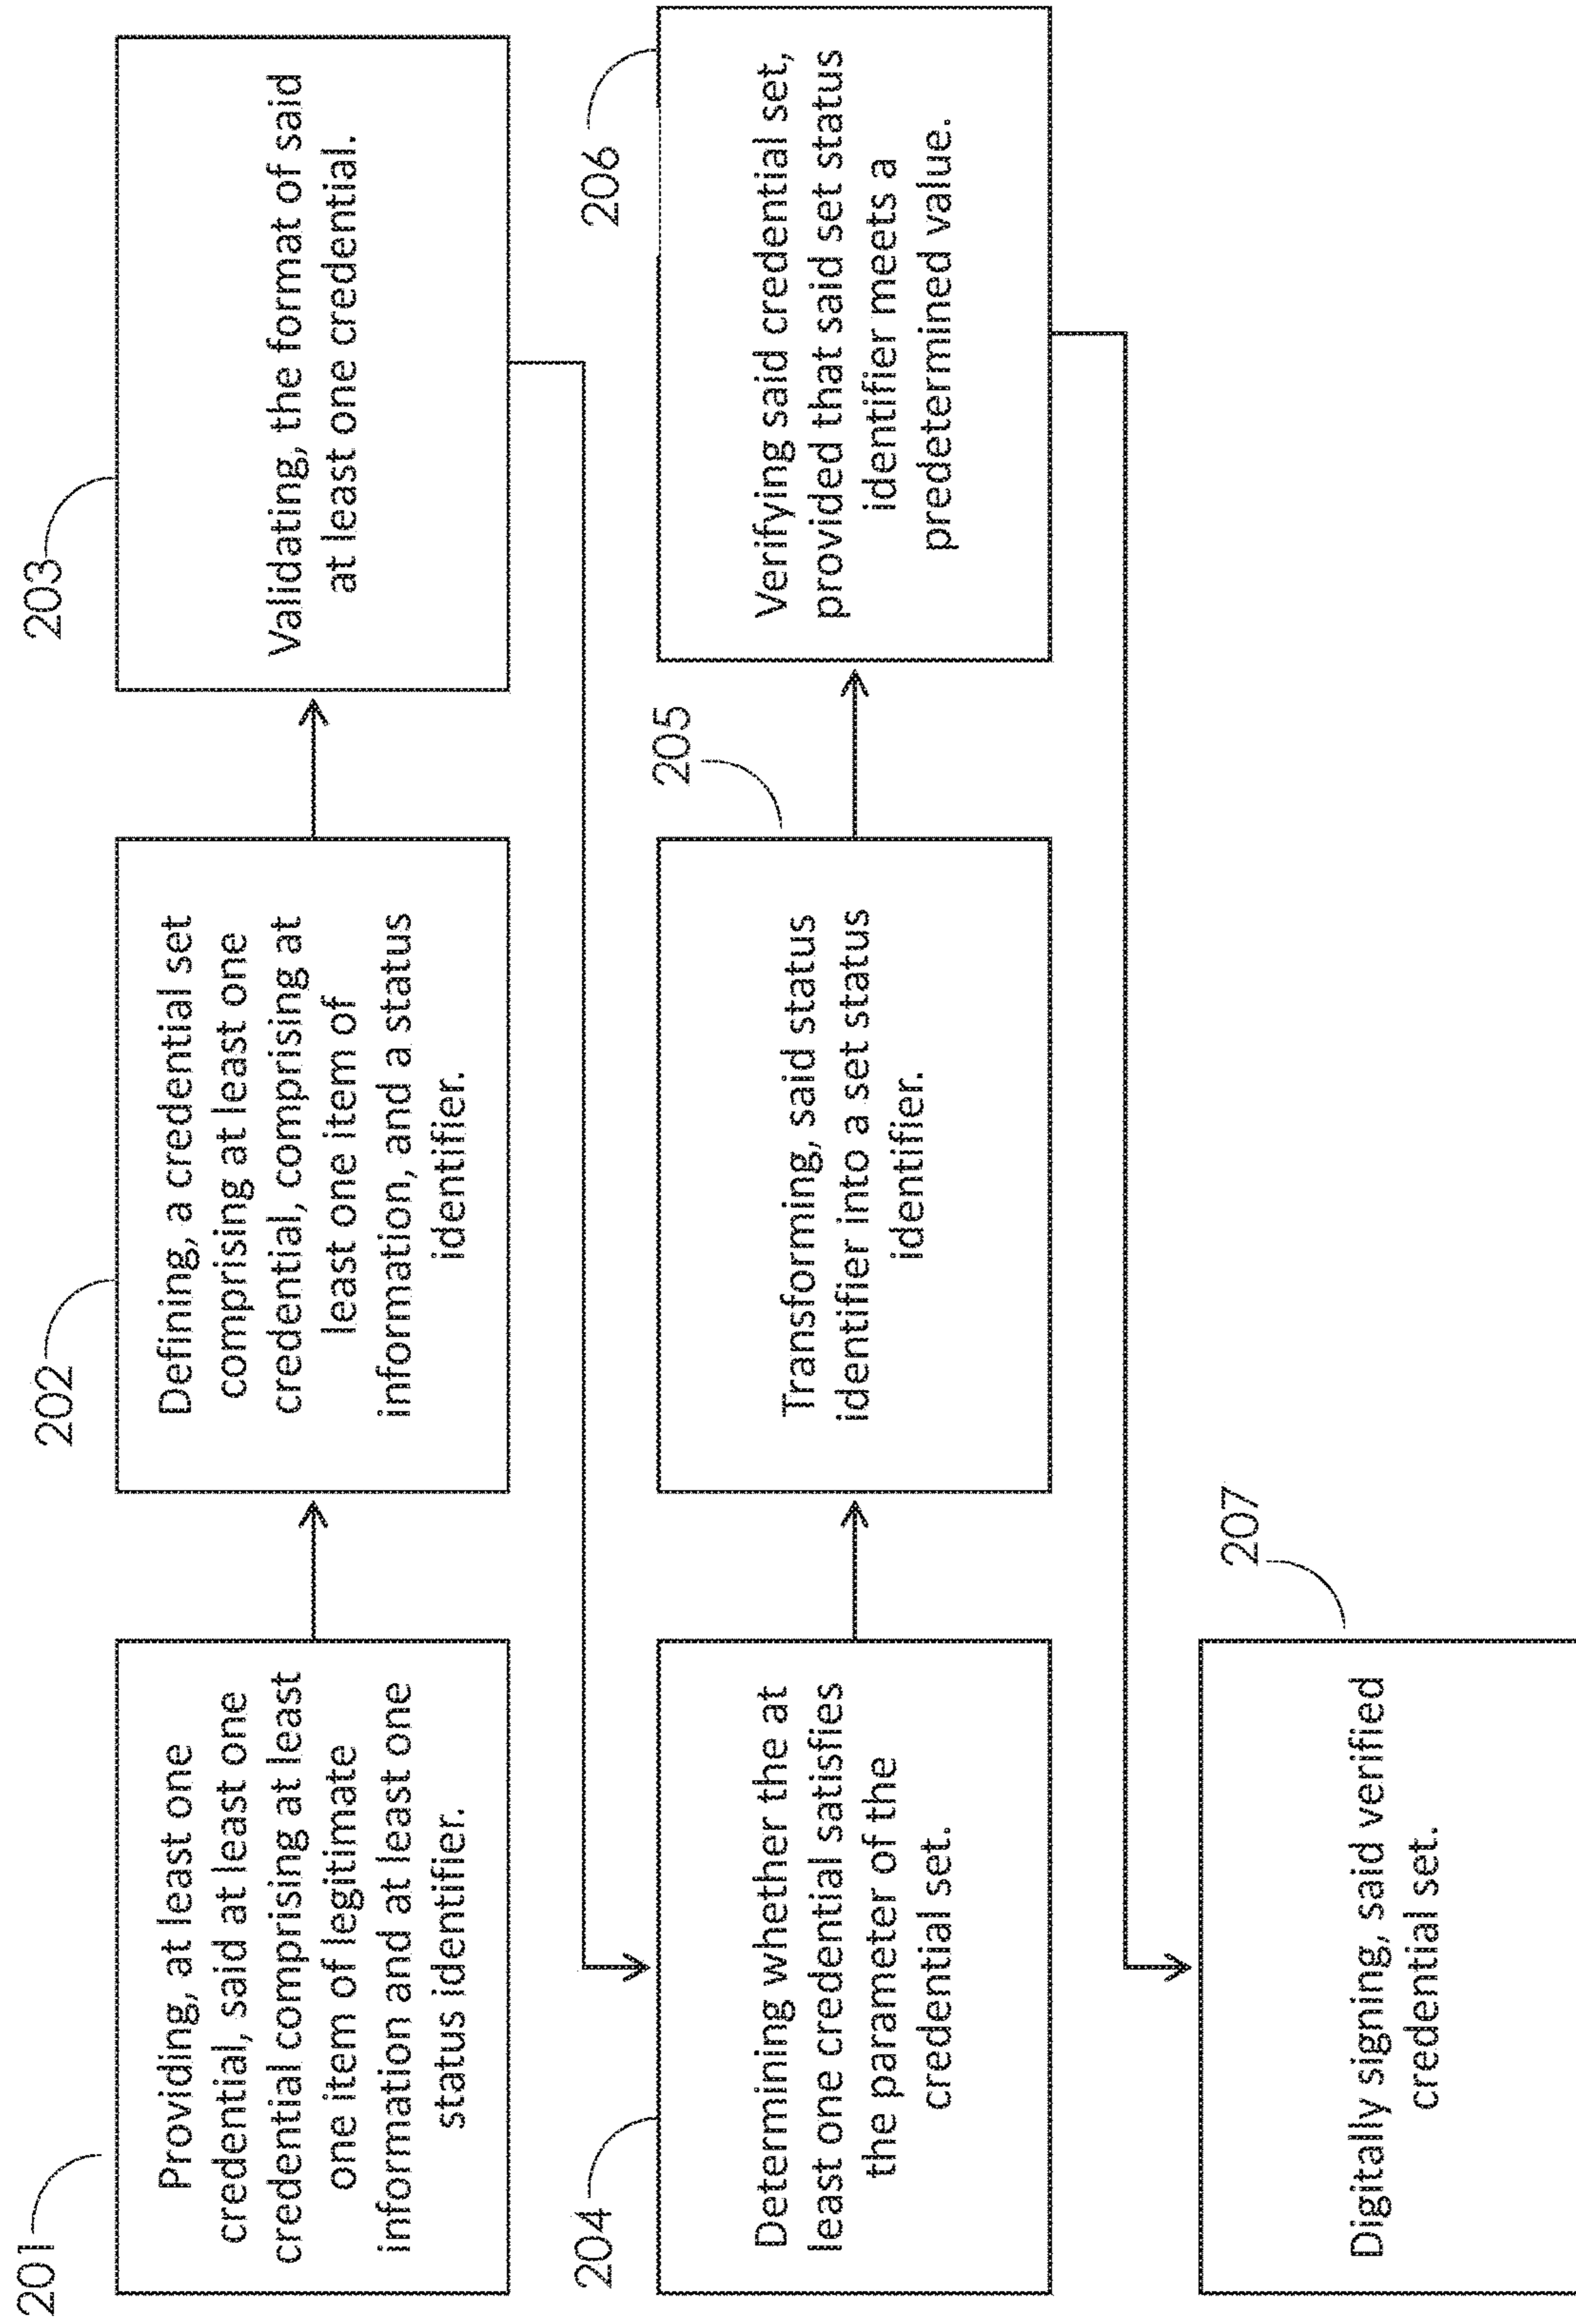 201
Providing, at least one
credential, said at least one
credential comprising at least
one item of legitimate
information and at least one
status identifier.
202
Defining, a credential set
comprising at least one
credential, comprising at
least one item of
information, and a status
identifier.
203
Validating, the format of said
at least one credential.
204
Determining whether the at
least one credential satisfies
the parameter of the
credential set.
205
Transforming, said status
identifier into a set status
identifier.
206
Verifying said credential set,
provided that said set status
identifier meets a
predetermined value.
207
Digitally signing, said verified
credential set.